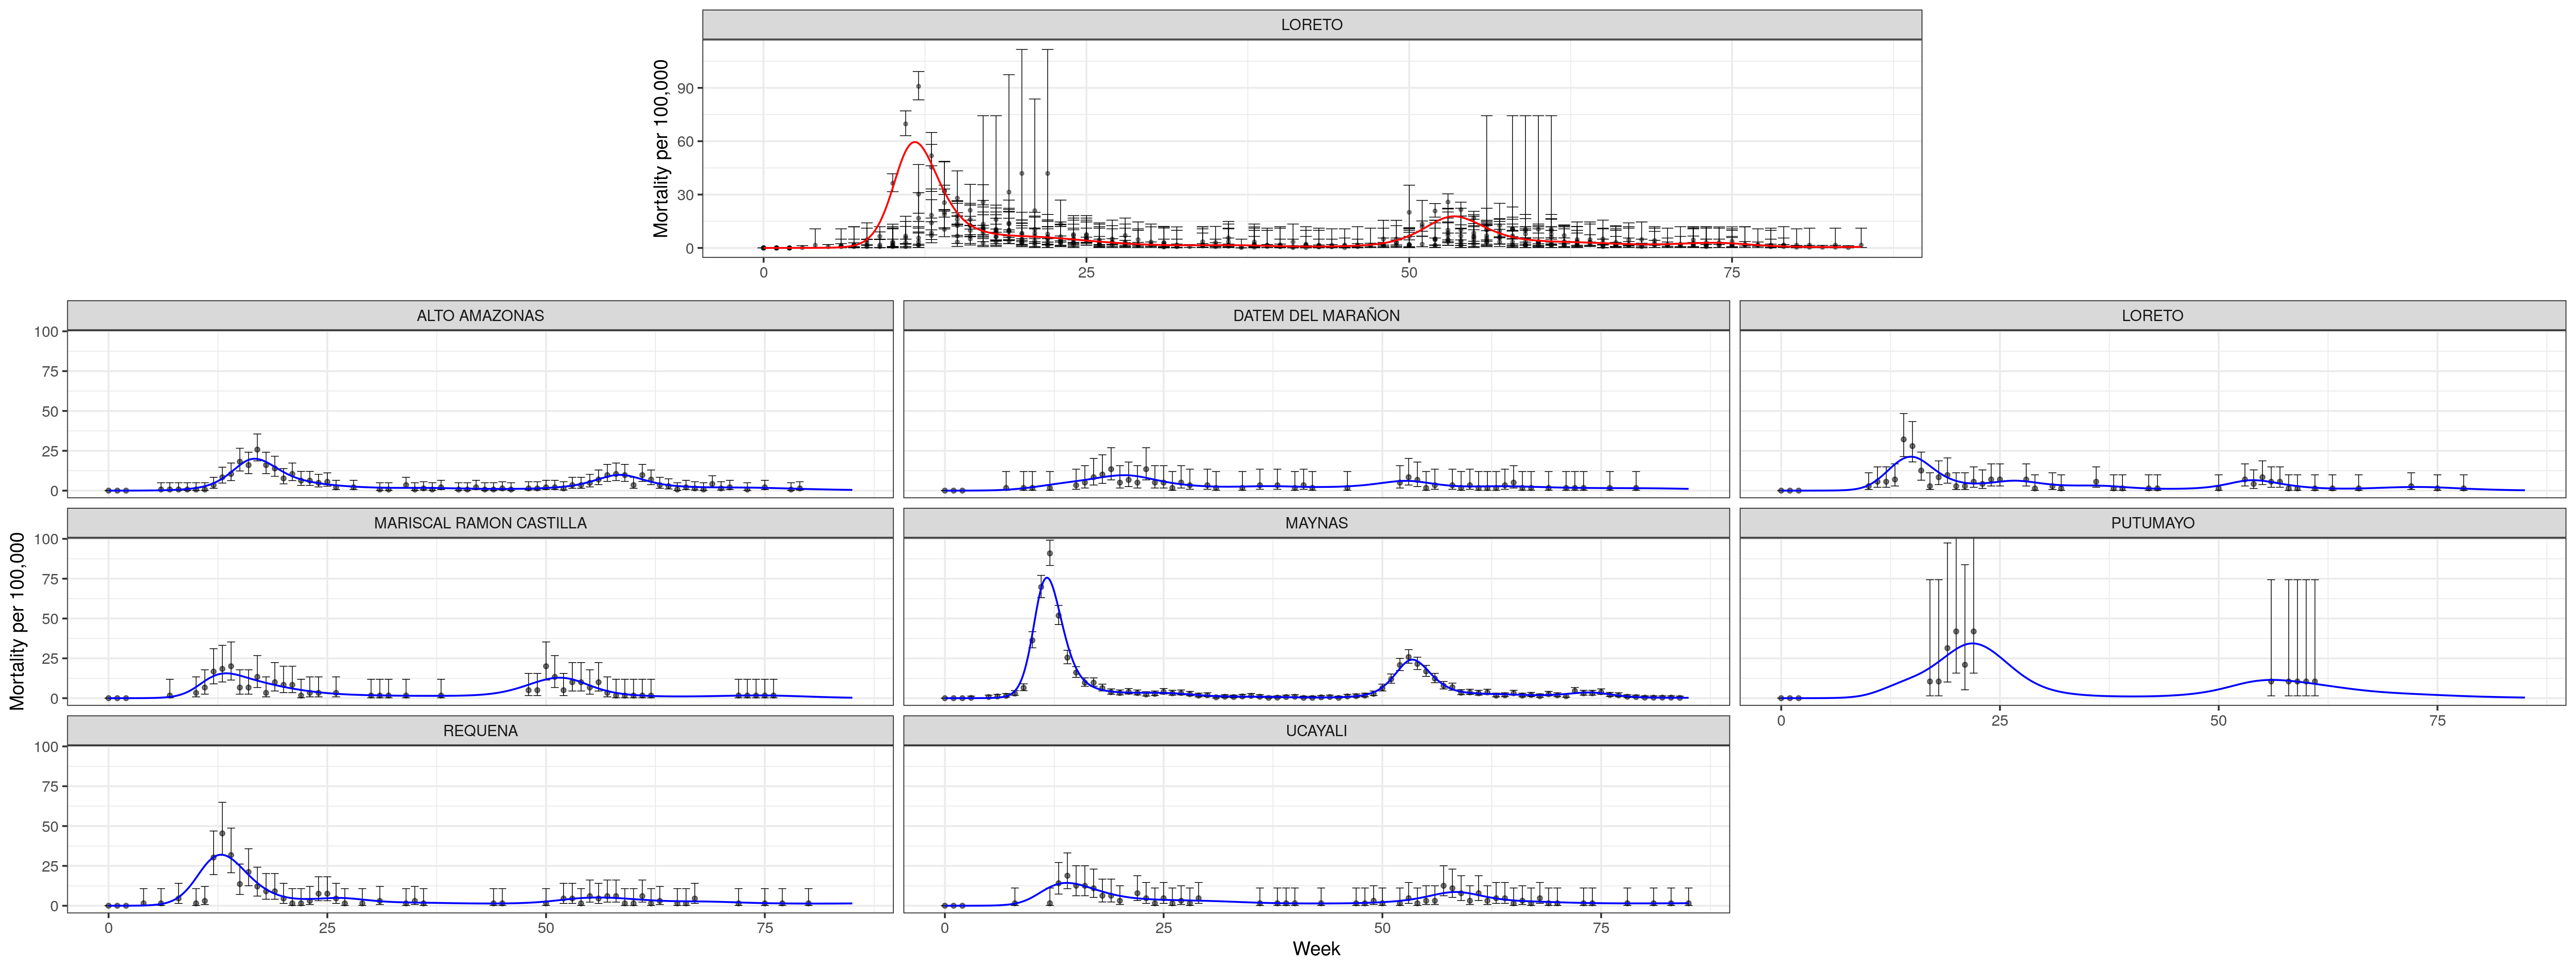 LORETO
Mortality per 100,000
90
60
30
0
0 25 50 75
ALTO AMAZONAS DATEM DEL MARAÑON LORETO
100
75
50
25
0
Mortality per 100,000
MARISCAL RAMON CASTILLA MAYNAS PUTUMAYO
100
75
50
25
0
0 25 50 75
REQUENA UCAYALI
100
75
50
25
0
0 25 50 75 0 25 50 75
Week